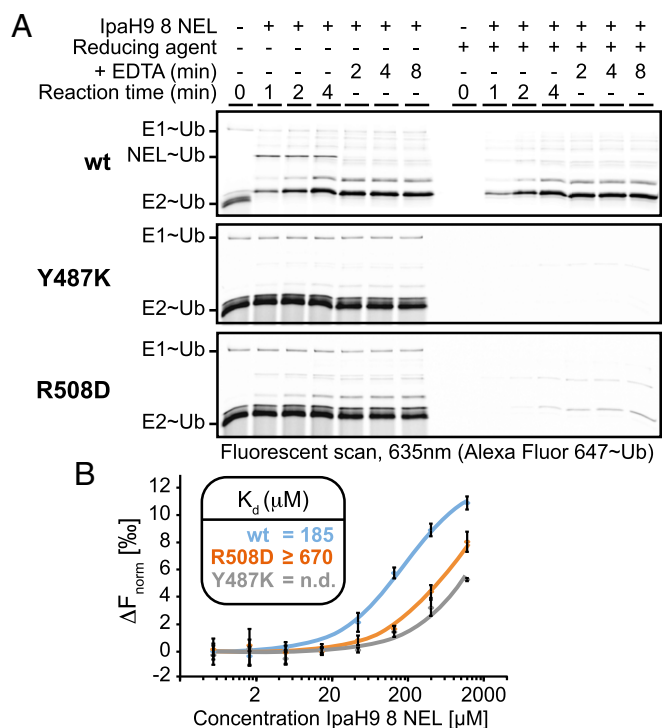 A
IpaH9 8 NEL - + + + + + + - + + + + + +
Reducing agent - - - - - - - + + + + + + +
+ EDTA (min) - - - - 2 4 8 - - - - 2 4 8
Reaction time (min) 0 1 2 4 - - - 0 1 2 4 - - -
wt
E1~Ub
NEL~Ub
E2~Ub
Y487K
E1~Ub
E2~Ub
R508D
E1~Ub
E2~Ub
Fluorescent scan, 635nm (Alexa Fluor 647~Ub)
B
ΔFnorm [‰]
12
10
8
6
4
2
0
-2
Kd (µM)
wt = 185
R508D ≥ 670
Y487K = n.d.
2 20 200 2000
Concentration IpaH9 8 NEL [µM]